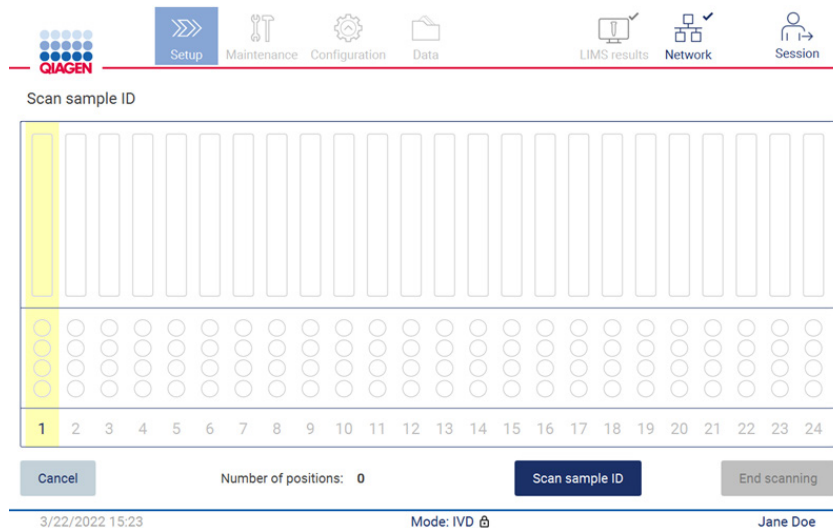 QIAGEN
Setup Maintenance Configuration Data LIMS results Network Session
Scan sample ID
1 2 3 4 5 6 7 8 9 10 11 12 13 14 15 16 17 18 19 20 21 22 23 24
Cancel Number of positions: 0 Scan sample ID End scanning
3/22/2022 15:23 Mode: IVD Jane Doe